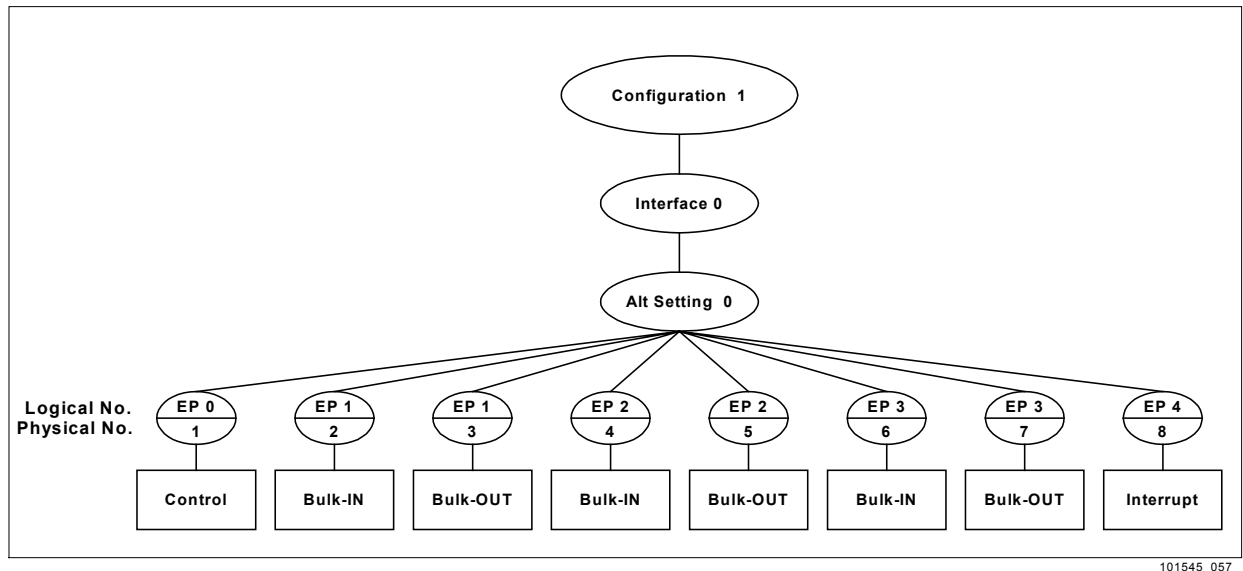 Configuration 1
Interface 0
Alt Setting 0
Logical No. EP 0 EP 1 EP 1 EP 2 EP 2 EP 3 EP 3 EP 4
Physical No. 1 2 3 4 5 6 7 8
Control Bulk-IN Bulk-OUT Bulk-IN Bulk-OUT Bulk-IN Bulk-OUT Interrupt
101545_057